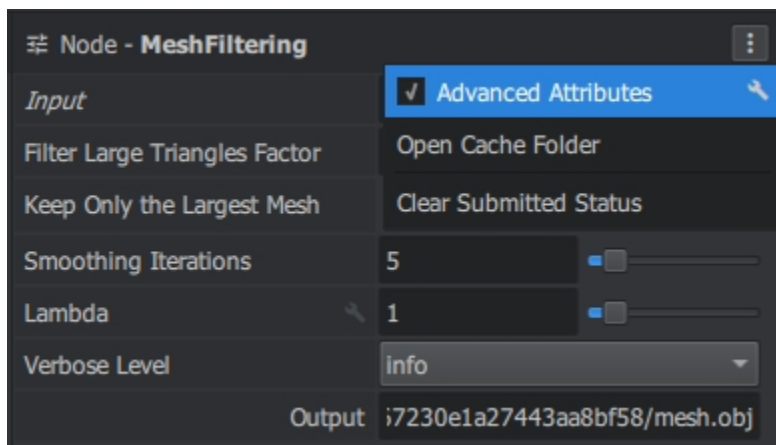 Node - MeshFiltering
Input
Advanced Attributes
Filter Large Triangles Factor
Open Cache Folder
Keep Only the Largest Mesh
Clear Submitted Status
Smoothing Iterations 5
Lambda 1
Verbose Level info
Output 57230e1a27443aa8bf58/mesh.obj